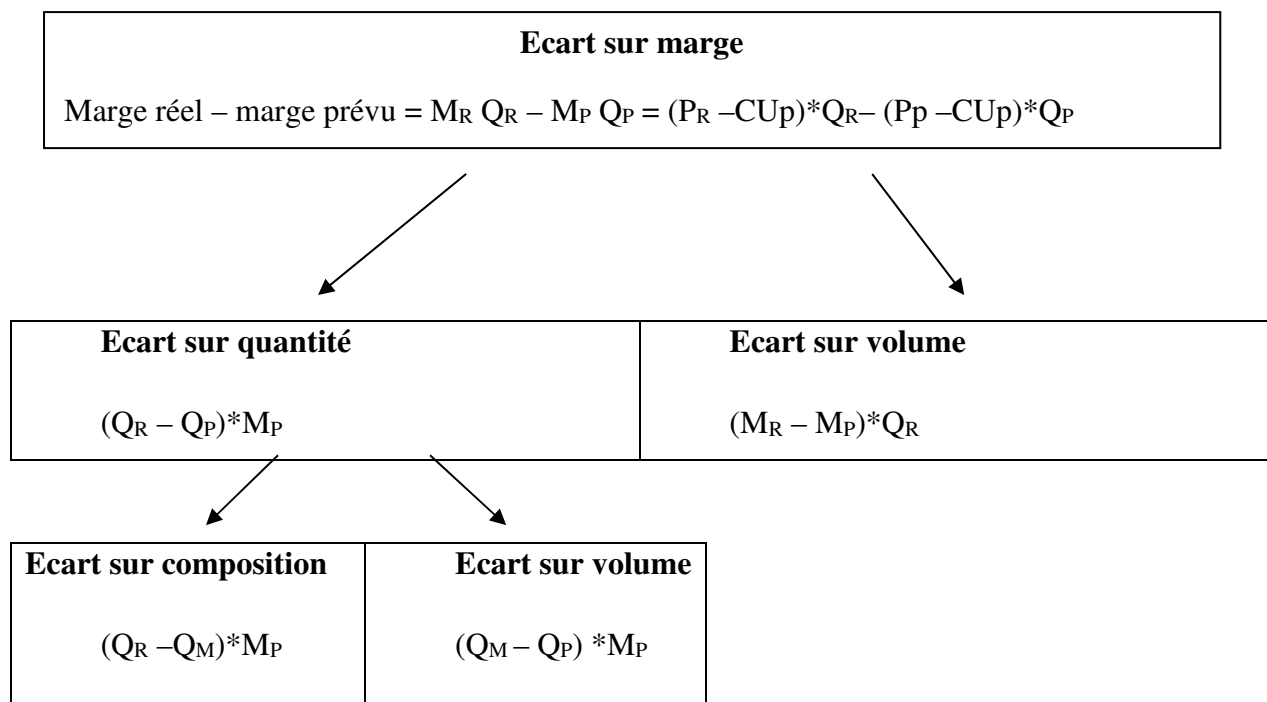 Ecart sur marge
Marge réel – marge prévu = MR QR – MP QP = (PR –CUp)*QR– (Pp –CUp)*QP
Ecart sur quantité
(QR – QP)*MP
Ecart sur volume
(MR – MP)*QR
Ecart sur composition
(QR –QM)*MP
Ecart sur volume
(QM – QP) *MP